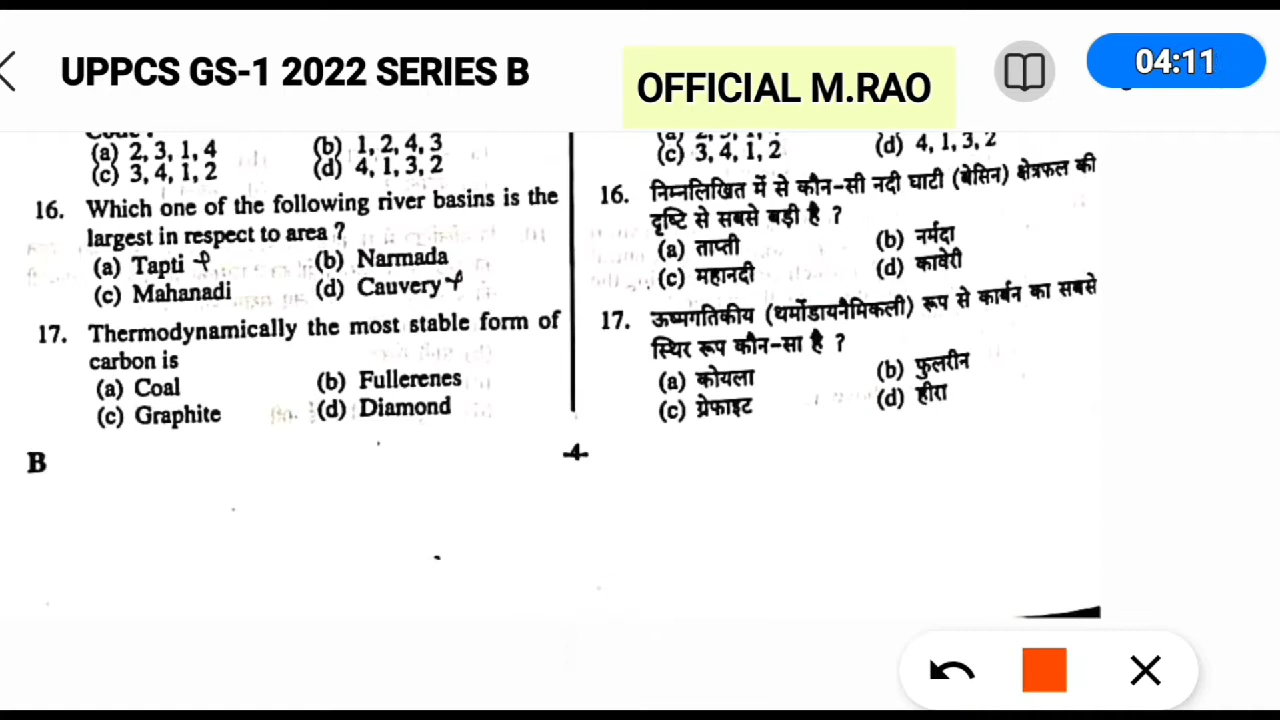 UPPCS GS-1 2022 SERIES B
OFFICIAL M.RAO
04:11
(a) 2, 3, 1, 4 (b) 1, 2, 4, 3
(c) 3, 4, 1, 2 (d) 4, 1, 3, 2
16. Which one of the following river basins is the
largest in respect to area ?
(a) Tapti (b) Narmada
(c) Mahanadi (d) Cauvery
17. Thermodynamically the most stable form of
carbon is
(a) Coal (b) Fullerenes
(c) Graphite (d) Diamond
B
(c) 3, 4, 1, 2 (d) 4, 1, 3, 2
16. निम्नलिखित में से कौन-सी नदी घाटी (बेसिन) क्षेत्रफल की
दृष्टि से सबसे बड़ी है ?
(a) ताप्ती (b) नर्मदा
(c) महानदी (d) कावेरी
17. ऊष्मगतिकीय (थर्मोडायनैमिकली) रूप से कार्बन का सबसे
स्थिर रूप कौन-सा है ?
(a) कोयला (b) फुलरीन
(c) ग्रेफाइट (d) हीरा
-4-